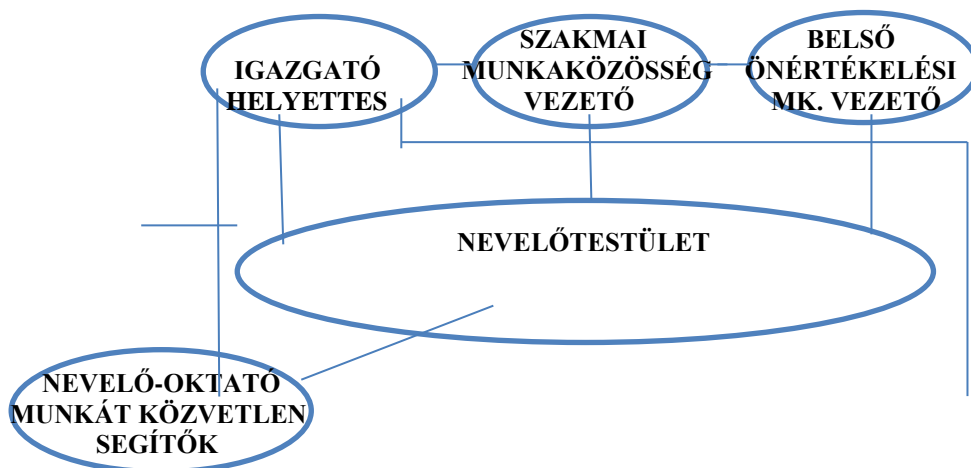 IGAZGATÓ
HELYETTES
SZAKMAI
MUNKAKÖZÖSSÉG
VEZETŐ
BELSŐ
ÖNÉRTÉKELÉSI
MK. VEZETŐ
NEVELŐTESTÜLET
NEVELŐ-OKTATÓ
MUNKÁT KÖZVETLEN
SEGÍTŐK